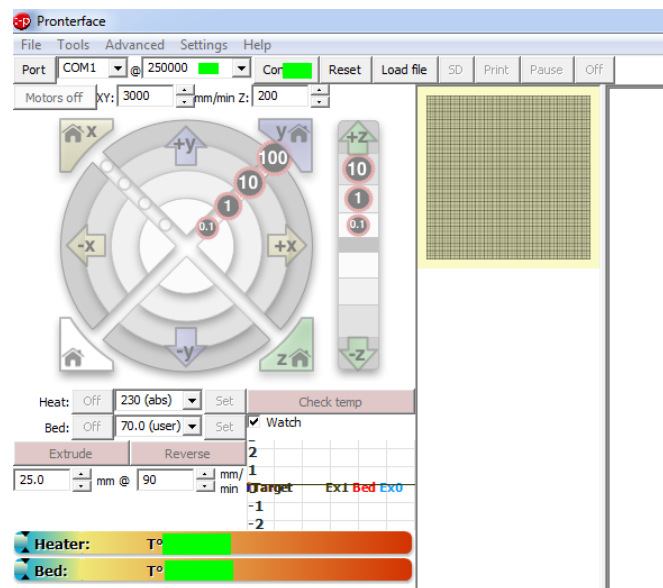 Pronterface
File Tools Advanced Settings Help
Port COM1 @ 250000 Reset Load file SD Print Pause Off
Motors off XY: 3000 mm/min Z: 200
x +y y +z
100
10 10
1 1
0.1 0.1
-x +x
-y z -z
Heat: Off 230 (abs) Set Check temp
Bed: Off 70.0 (user) Set Watch
Extrude Reverse 2
25.0 mm @ 90 mm/min 1
Target Ex1 Bed Ex0
-1
-2
Heater: T°
Bed: T°